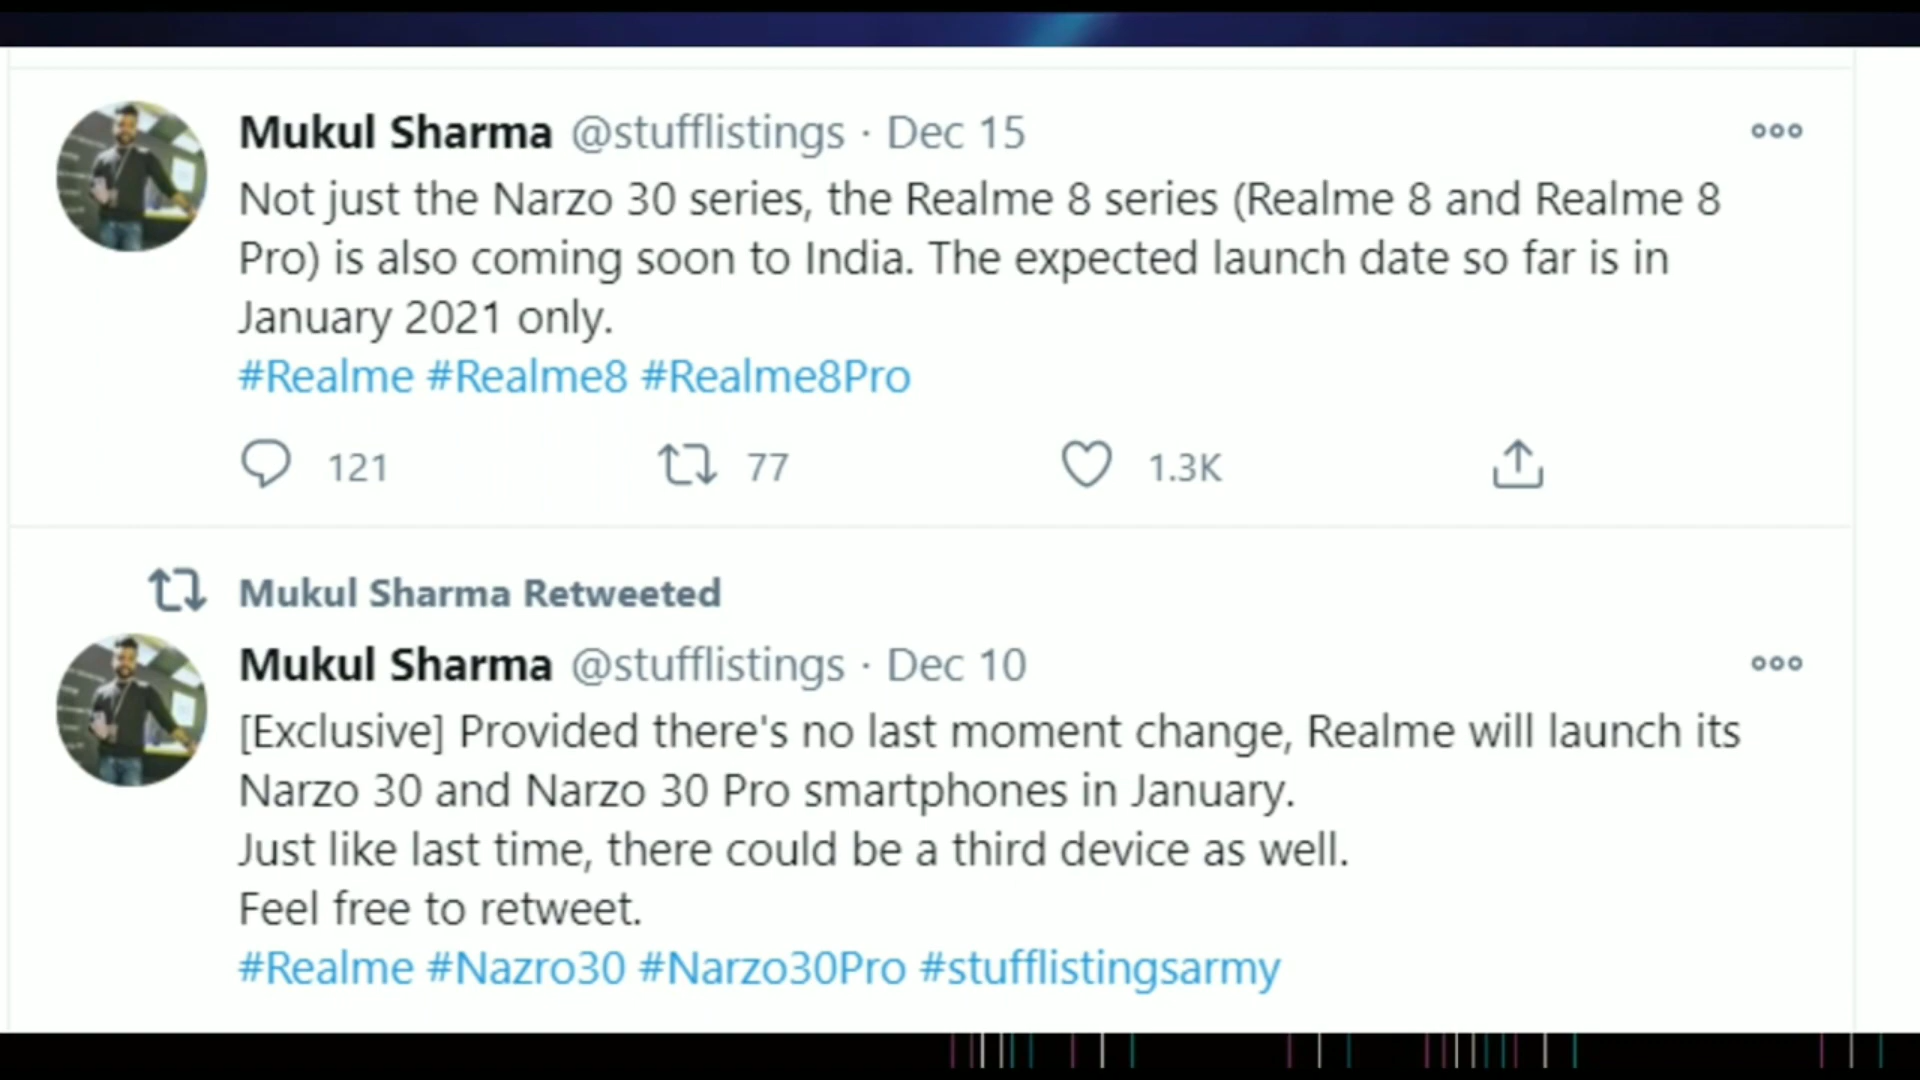 Mukul Sharma @stufflistings · Dec 15
Not just the Narzo 30 series, the Realme 8 series (Realme 8 and Realme 8
Pro) is also coming soon to India. The expected launch date so far is in
January 2021 only.
#Realme #Realme8 #Realme8Pro
121 77 1.3K
Mukul Sharma Retweeted
Mukul Sharma @stufflistings · Dec 10
[Exclusive] Provided there's no last moment change, Realme will launch its
Narzo 30 and Narzo 30 Pro smartphones in January.
Just like last time, there could be a third device as well.
Feel free to retweet.
#Realme #Nazro30 #Narzo30Pro #stufflistingsarmy